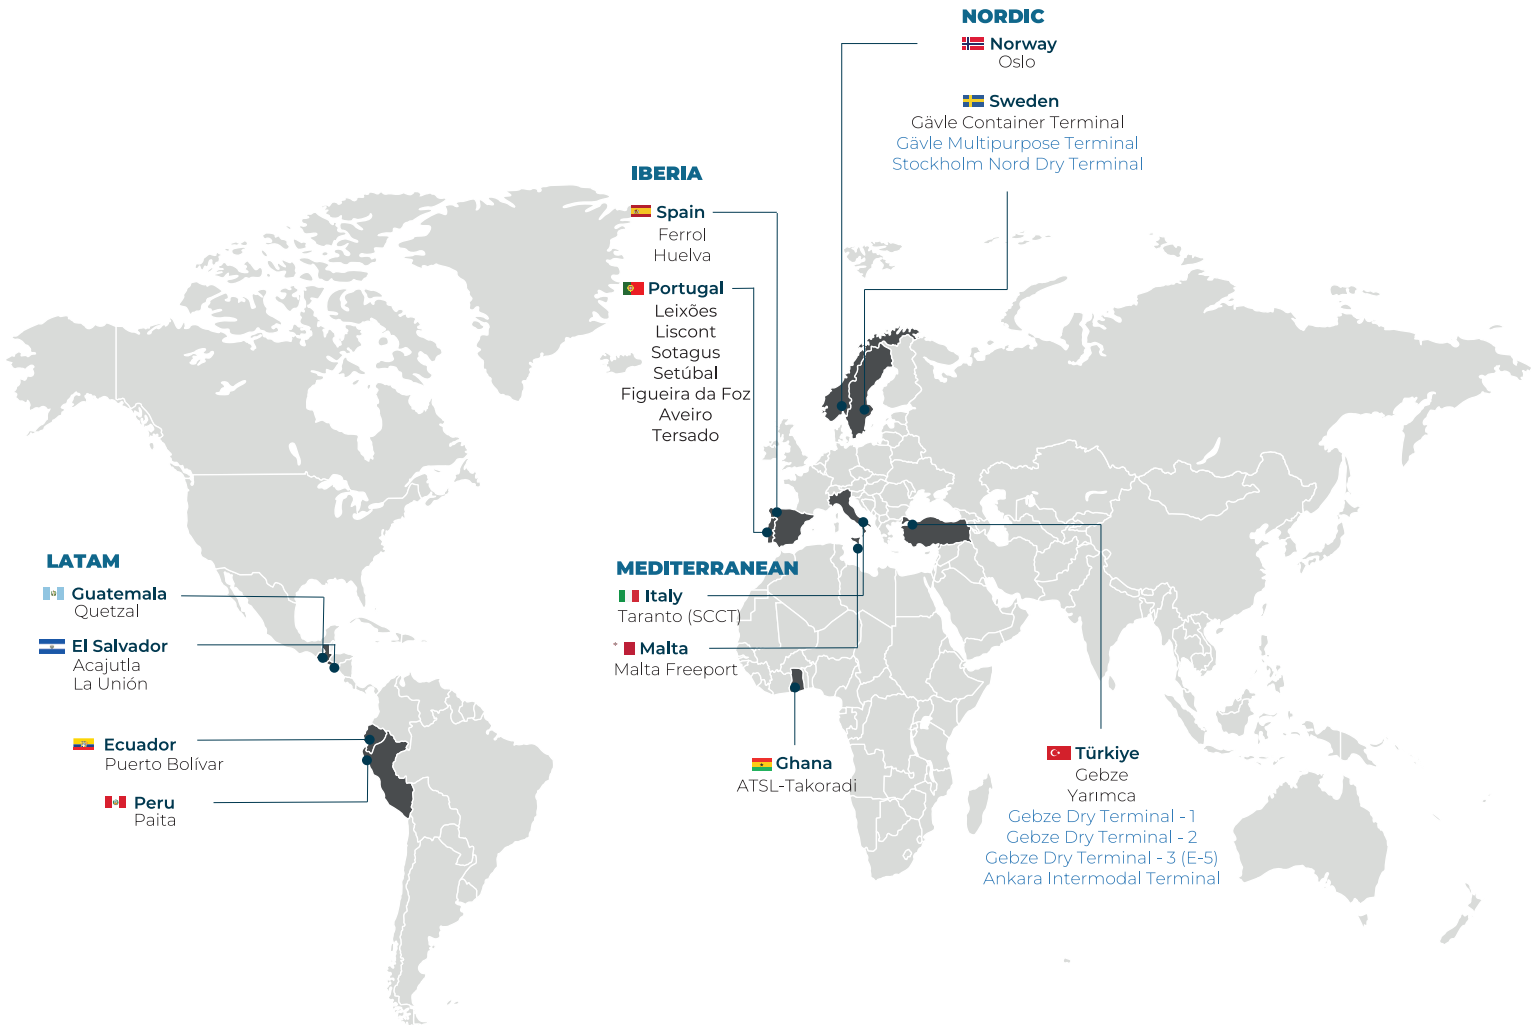 NORDIC
Norway
Oslo
Sweden
Gävle Container Terminal
Gävle Multipurpose Terminal
Stockholm Nord Dry Terminal
IBERIA
Spain
Ferrol
Huelva
Portugal
Leixões
Liscont
Sotagus
Setúbal
Figueira da Foz
Aveiro
Tersado
LATAM
Guatemala
Quetzal
El Salvador
Acajutla
La Unión
Ecuador
Puerto Bolívar
Peru
Paita
MEDITERRANEAN
Italy
Taranto (SCCT)
Malta
Malta Freeport
Ghana
ATSL-Takoradi
Türkiye
Gebze
Yarımca
Gebze Dry Terminal - 1
Gebze Dry Terminal - 2
Gebze Dry Terminal - 3 (E-5)
Ankara Intermodal Terminal